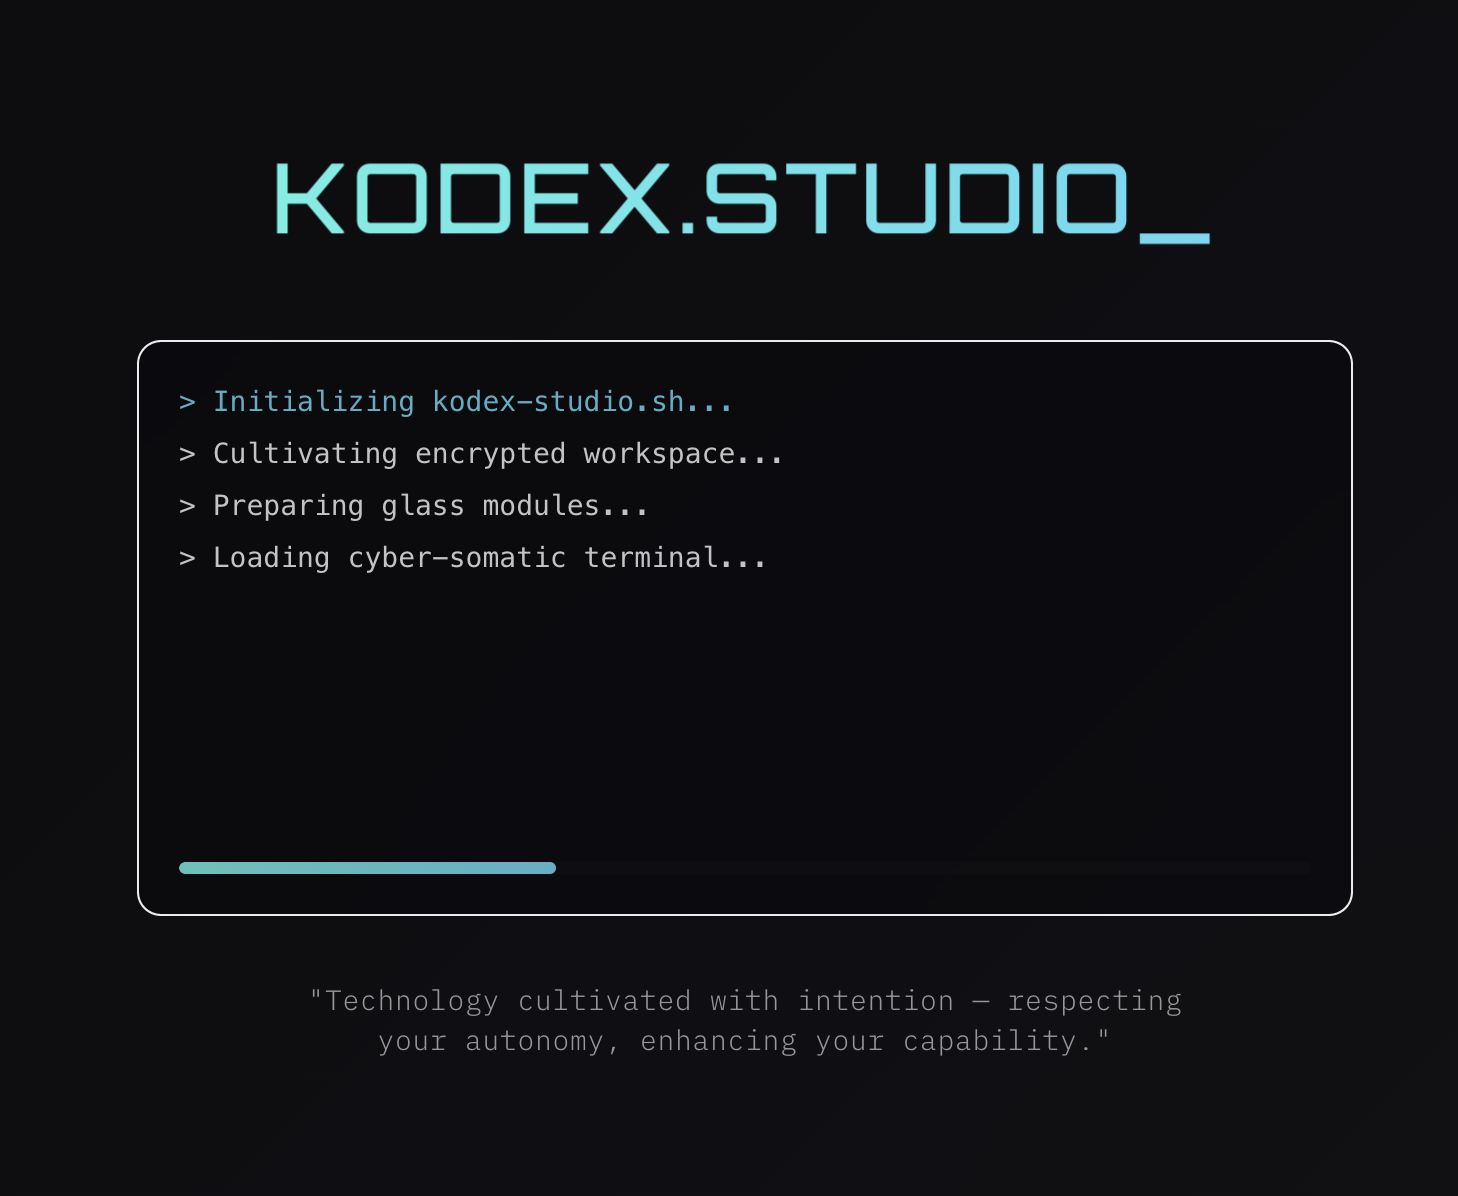 KODEX.STUDIO_
> Initializing kodex-studio.sh...
> Cultivating encrypted workspace...
> Preparing glass modules...
> Loading cyber-somatic terminal...
"Technology cultivated with intention — respecting
your autonomy, enhancing your capability."